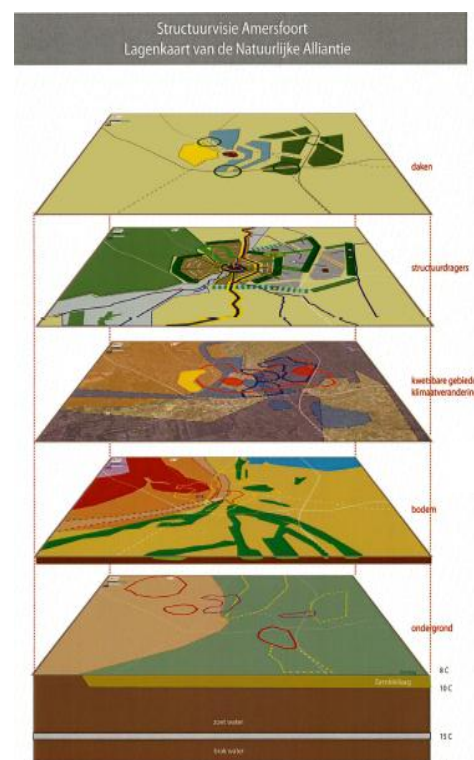 Structuurvisie Amersfoort
Lagenkaart van de Natuurlijke Alliantie
daken
structuurdragers
kwetsbare gebiede
klimaatverandering
bodem
ondergrond
8 C
10 C
zoet water
15 C
brak water